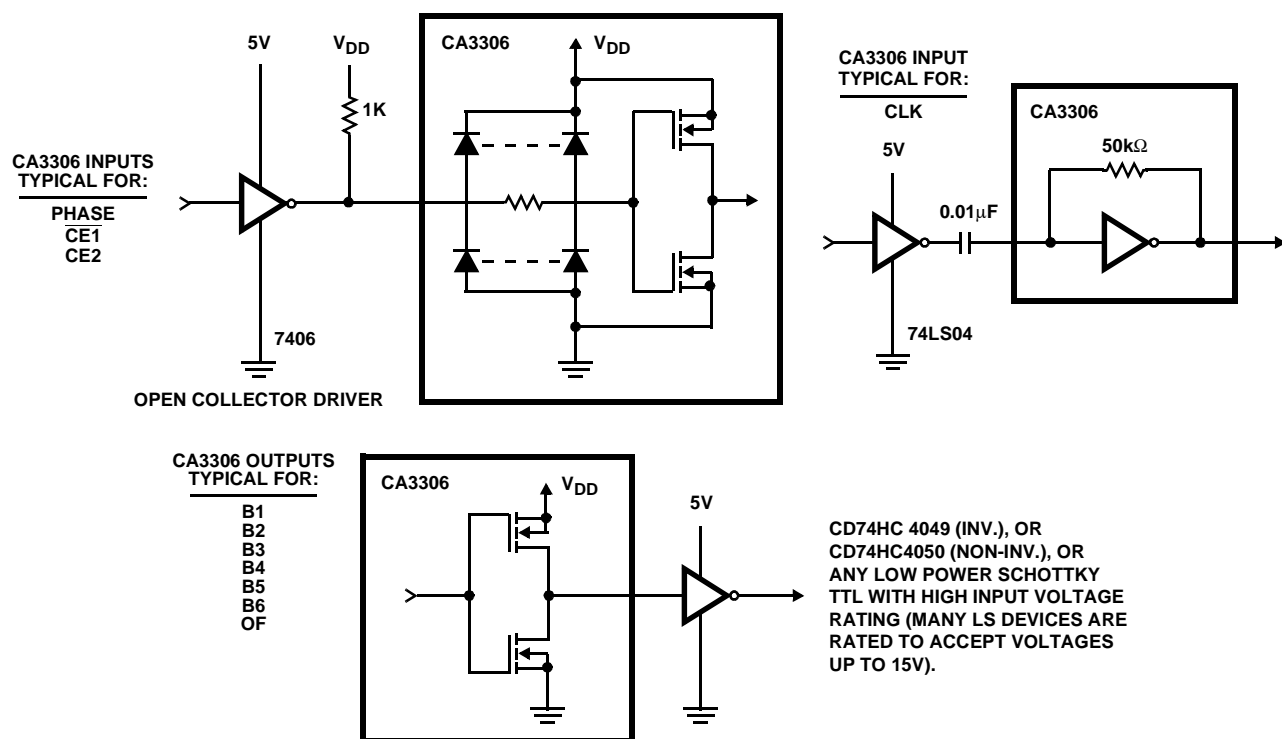 5V
V_DD
1K
CA3306 INPUTS
TYPICAL FOR:
PHASE
C̅E̅1̅
CE2
7406
OPEN COLLECTOR DRIVER
CA3306
V_DD
CA3306 INPUT
TYPICAL FOR:
CLK
5V
0.01μF
74LS04
CA3306
50kΩ
CA3306 OUTPUTS
TYPICAL FOR:
B1
B2
B3
B4
B5
B6
OF
CA3306
V_DD
5V
CD74HC 4049 (INV.), OR
CD74HC4050 (NON-INV.), OR
ANY LOW POWER SCHOTTKY
TTL WITH HIGH INPUT VOLTAGE
RATING (MANY LS DEVICES ARE
RATED TO ACCEPT VOLTAGES
UP TO 15V).